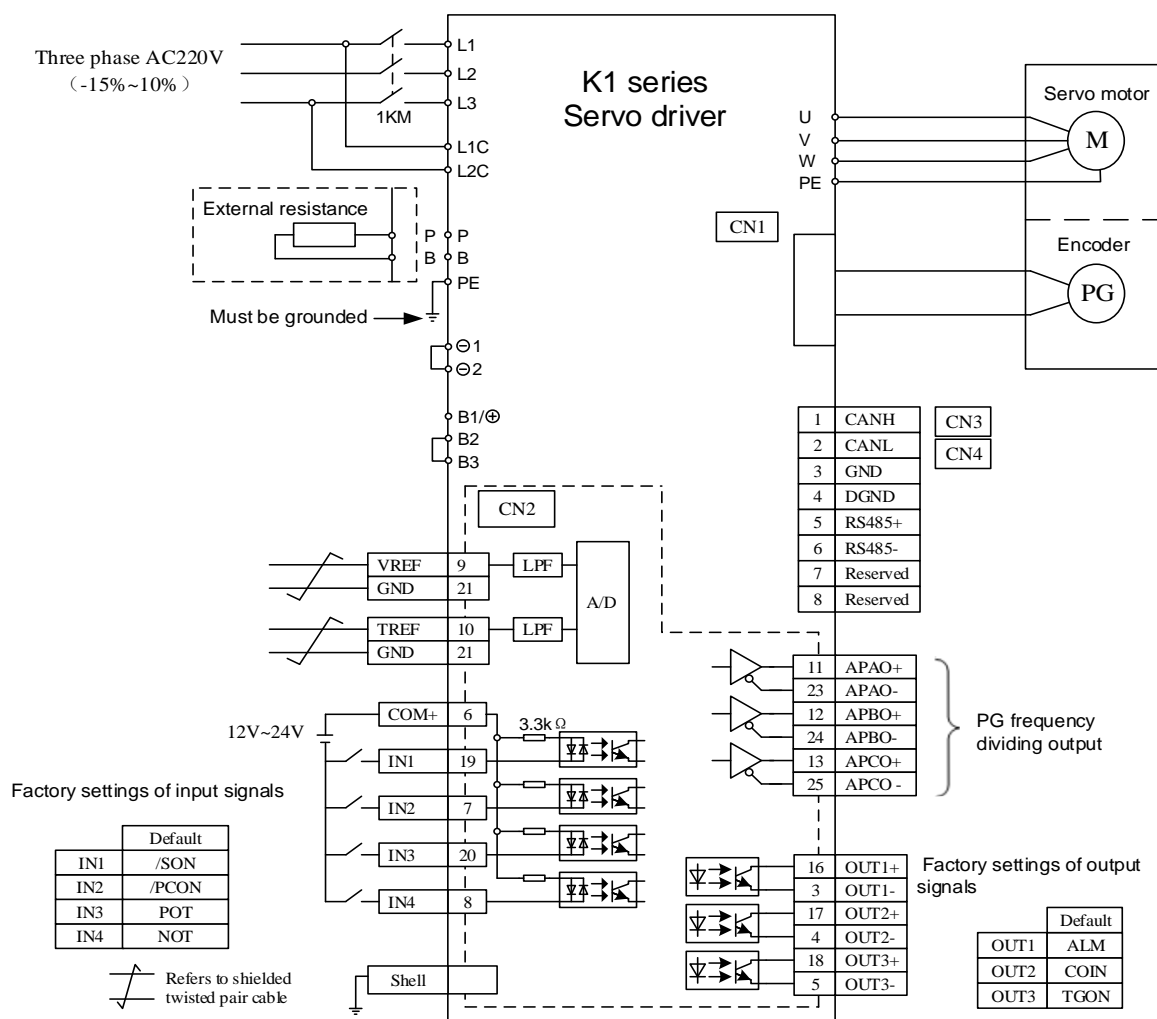 Three phase AC220V
（-15%~10%）
1KM
L1
L2
L3
L1C
L2C
K1 series
Servo driver
U
V
W
PE
Servo motor
M
Encoder
PG
CN1
External resistance
P P
B B
PE
Must be grounded
⊖1
⊖2
B1/⊕
B2
B3
1 CANH
2 CANL
3 GND
4 DGND
5 RS485+
6 RS485-
7 Reserved
8 Reserved
CN3
CN4
CN2
VREF 9 LPF
GND 21
A/D
TREF 10 LPF
GND 21
11 APAO+
23 APAO-
12 APBO+
24 APBO-
13 APCO+
25 APCO -
PG frequency
dividing output
12V~24V
COM+ 6
3.3kΩ
IN1 19
IN2 7
IN3 20
IN4 8
Factory settings of input signals
Default
IN1 /SON
IN2 /PCON
IN3 POT
IN4 NOT
Refers to shielded
twisted pair cable
Shell
16 OUT1+
3 OUT1-
17 OUT2+
4 OUT2-
18 OUT3+
5 OUT3-
Factory settings of output
signals
Default
OUT1 ALM
OUT2 COIN
OUT3 TGON